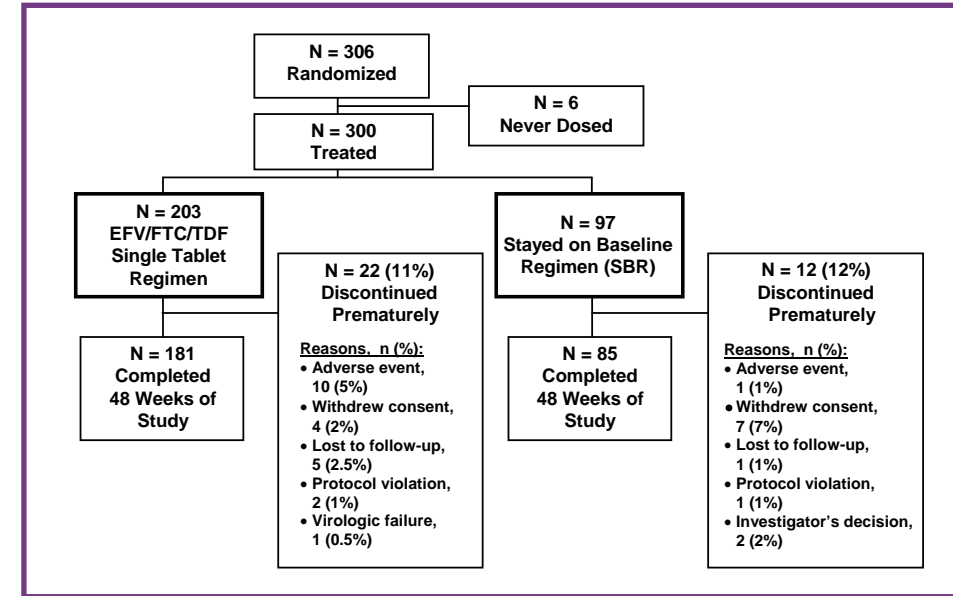 N = 306
Randomized
N = 6
Never Dosed
N = 300
Treated
N = 203
EFV/FTC/TDF
Single Tablet
Regimen
N = 97
Stayed on Baseline
Regimen (SBR)
N = 22 (11%)
Discontinued
Prematurely
Reasons, n (%):
• Adverse event,
10 (5%)
• Withdrew consent,
4 (2%)
• Lost to follow-up,
5 (2.5%)
• Protocol violation,
2 (1%)
• Virologic failure,
1 (0.5%)
N = 12 (12%)
Discontinued
Prematurely
Reasons, n (%):
• Adverse event,
1 (1%)
• Withdrew consent,
7 (7%)
• Lost to follow-up,
1 (1%)
• Protocol violation,
1 (1%)
• Investigator's decision,
2 (2%)
N = 181
Completed
48 Weeks of
Study
N = 85
Completed
48 Weeks of
Study